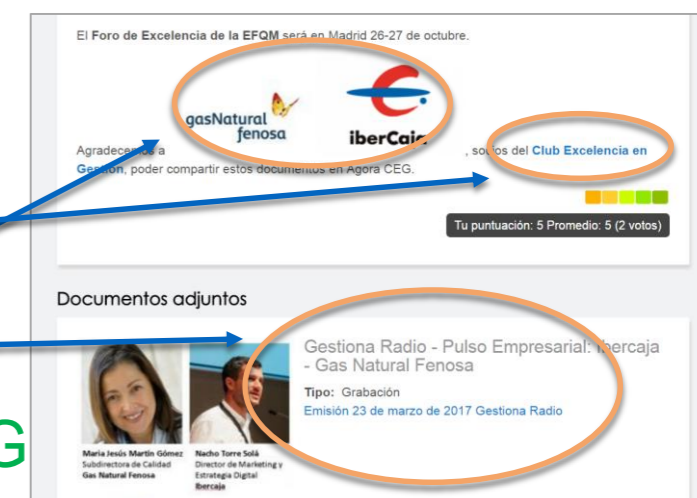 El Foro de Excelencia de la EFQM será en Madrid 26-27 de octubre.
gasNatural
fenosa
iberCaja
Agradecemos a , socios del Club Excelencia en
Gestión, poder compartir estos documentos en Agora CEG.
Tu puntuación: 5 Promedio: 5 (2 votos)
Documentos adjuntos
Gestiona Radio - Pulso Empresarial: Ibercaja
- Gas Natural Fenosa
Tipo: Grabación
Emisión 23 de marzo de 2017 Gestiona Radio
María Jesús Martín Gómez
Subdirectora de Calidad
Gas Natural Fenosa
Nacho Torre Solá
Director de Marketing y
Estrategia Digital
Ibercaja
G